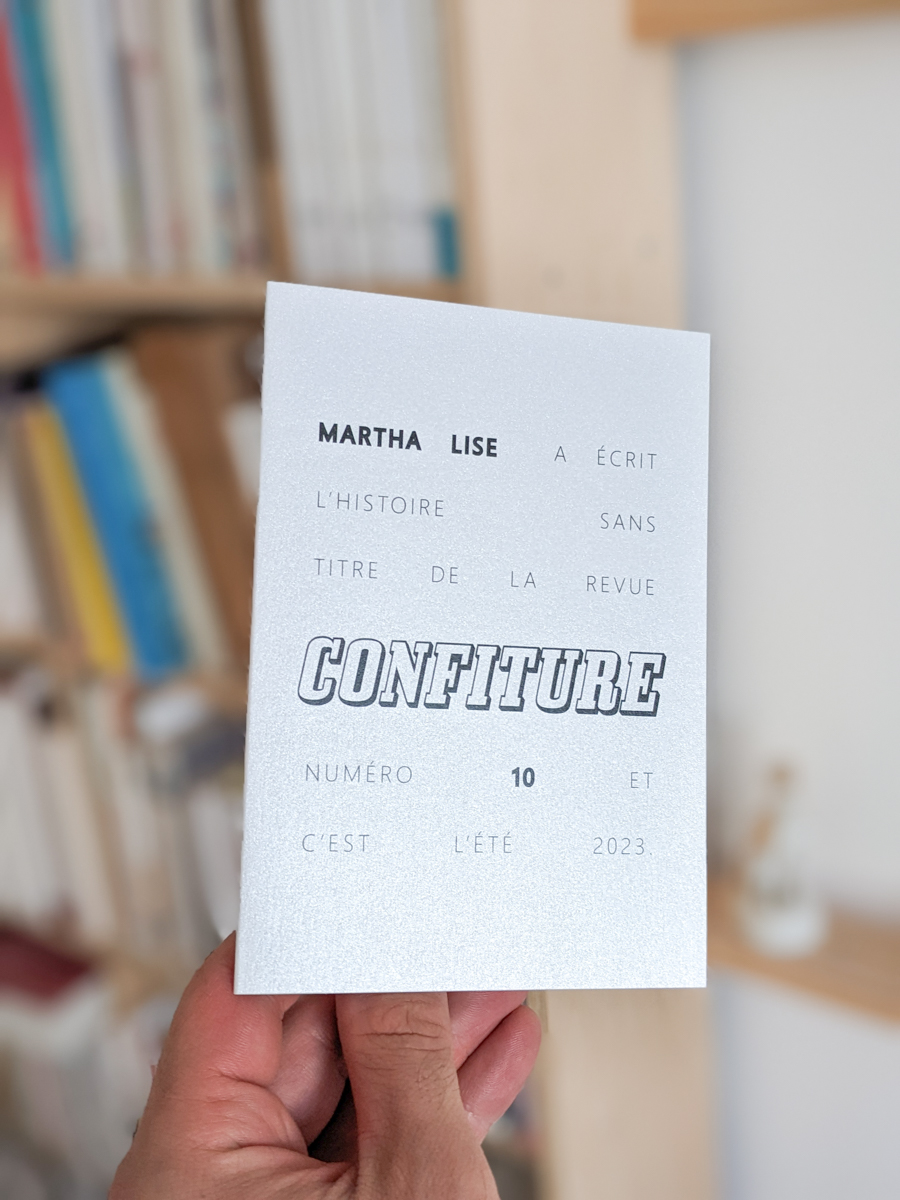 MARTHA LISE A ÉCRIT
L'HISTOIRE SANS
TITRE DE LA REVUE
CONFITURE
NUMÉRO 10 ET
C'EST L'ÉTÉ 2023.